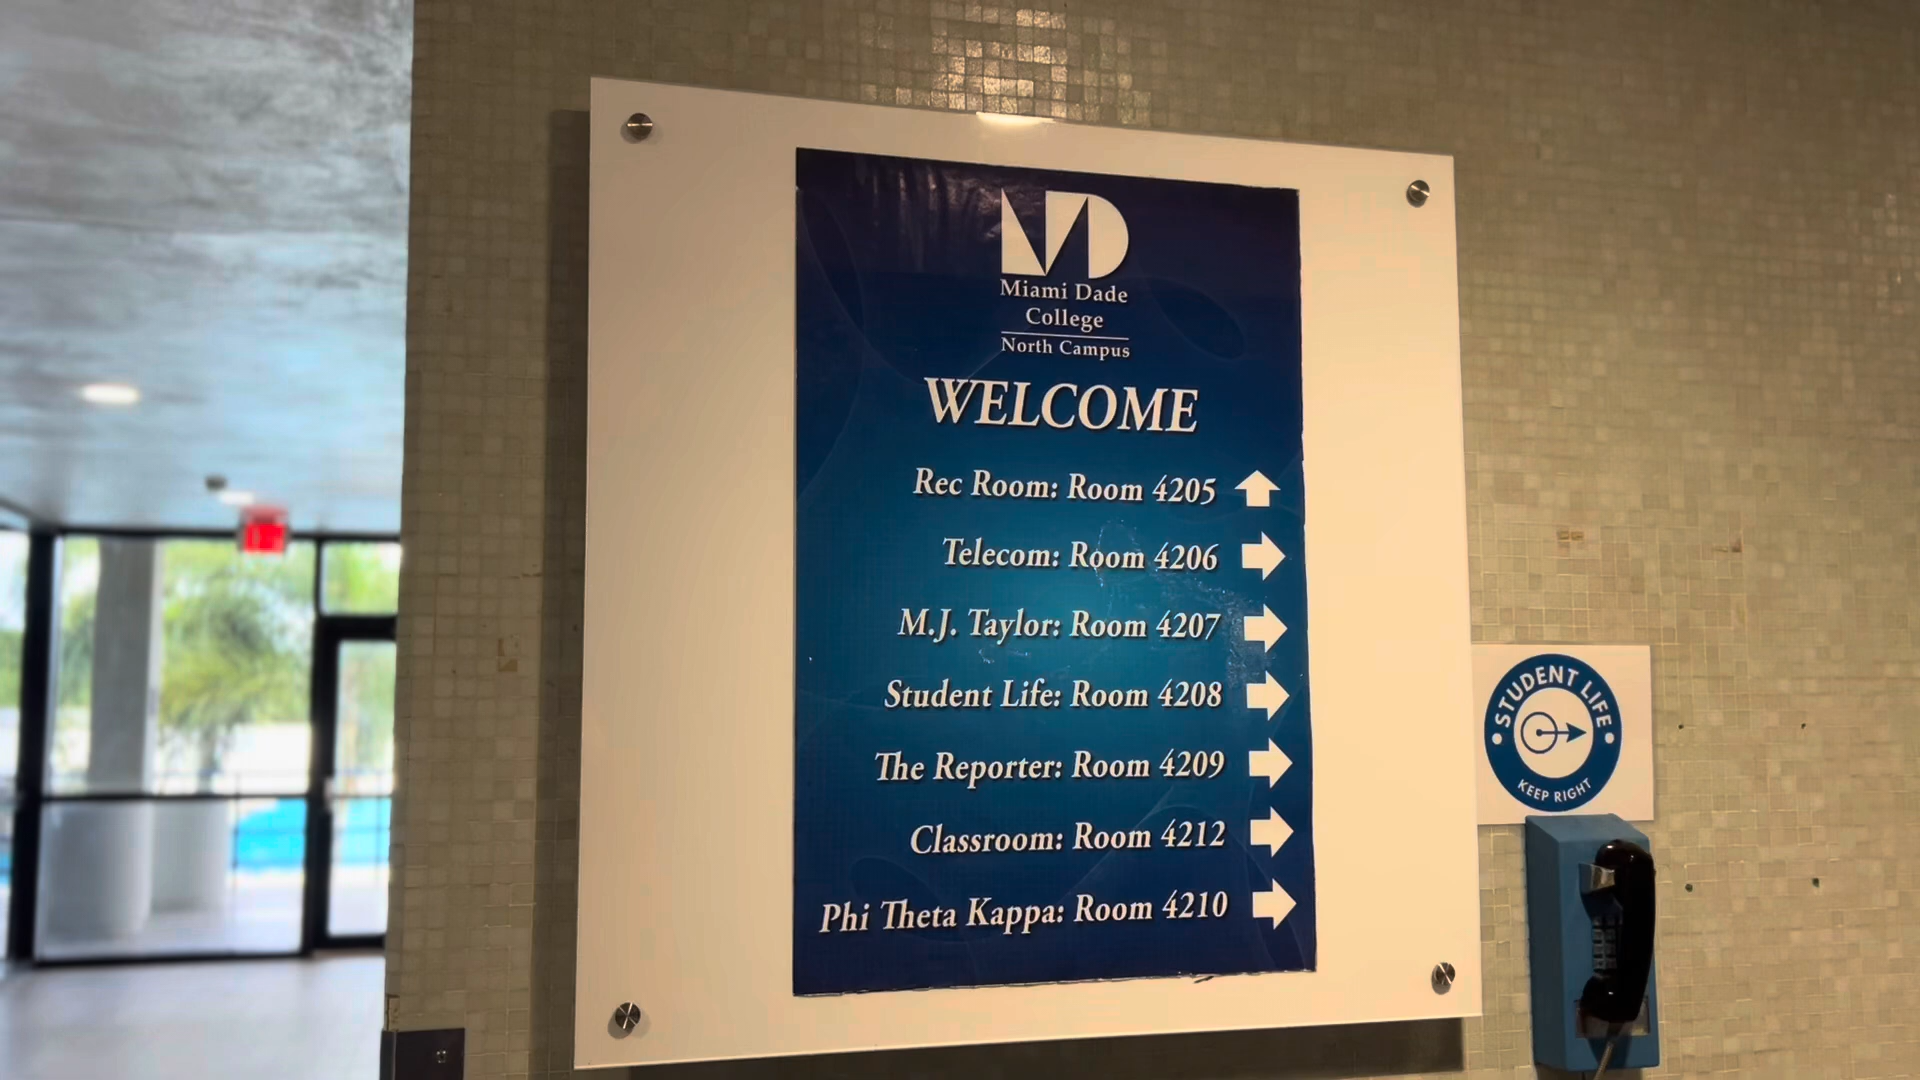 MD
Miami Dade
College
North Campus
WELCOME
Rec Room: Room 4205
Telecom: Room 4206
M.J. Taylor: Room 4207
Student Life: Room 4208
The Reporter: Room 4209
Classroom: Room 4212
Phi Theta Kappa: Room 4210
STUDENT LIFE
KEEP RIGHT